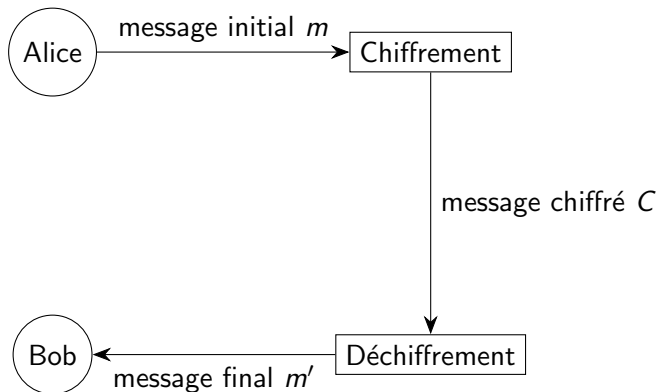 Alice
message initial m
Chiffrement
message chiffré C
Bob
message final m′
Déchiffrement